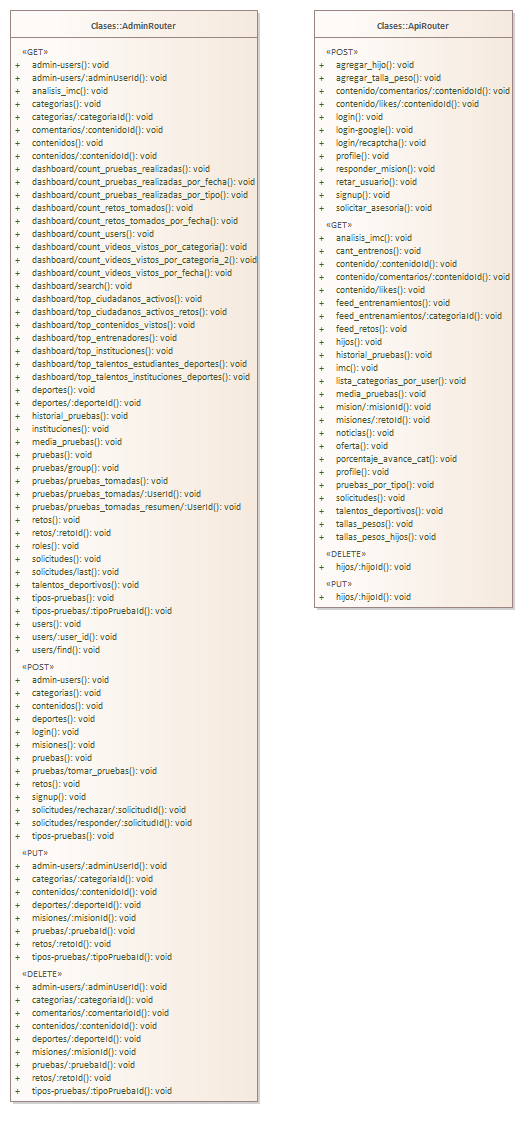 Clases::AdminRouter
«GET»
+ admin-users(): void
+ admin-users/:adminUserId(): void
+ analisis_imc(): void
+ categorias(): void
+ categorias/:categoriaId(): void
+ comentarios/:contenidoId(): void
+ contenidos(): void
+ contenidos/:contenidoId(): void
+ dashboard/count_pruebas_realizadas(): void
+ dashboard/count_pruebas_realizadas_por_fecha(): void
+ dashboard/count_pruebas_realizadas_por_tipo(): void
+ dashboard/count_retos_tomados(): void
+ dashboard/count_retos_tomados_por_fecha(): void
+ dashboard/count_users(): void
+ dashboard/count_videos_vistos_por_categoria(): void
+ dashboard/count_videos_vistos_por_categoria_2(): void
+ dashboard/count_videos_vistos_por_fecha(): void
+ dashboard/search(): void
+ dashboard/top_ciudadanos_activos(): void
+ dashboard/top_ciudadanos_activos_retos(): void
+ dashboard/top_contenidos_vistos(): void
+ dashboard/top_entrenadores(): void
+ dashboard/top_instituciones(): void
+ dashboard/top_talentos_estudiantes_deportes(): void
+ dashboard/top_talentos_instituciones_deportes(): void
+ deportes(): void
+ deportes/:deporteId(): void
+ historial_pruebas(): void
+ instituciones(): void
+ media_pruebas(): void
+ pruebas(): void
+ pruebas/group(): void
+ pruebas/pruebas_tomadas(): void
+ pruebas/pruebas_tomadas/:UserId(): void
+ pruebas/pruebas_tomadas_resumen/:UserId(): void
+ retos(): void
+ retos/:retoId(): void
+ roles(): void
+ solicitudes(): void
+ solicitudes/last(): void
+ talentos_deportivos(): void
+ tipos-pruebas(): void
+ tipos-pruebas/:tipoPruebaId(): void
+ users(): void
+ users/:user_id(): void
+ users/find(): void
«POST»
+ admin-users(): void
+ categorias(): void
+ contenidos(): void
+ deportes(): void
+ login(): void
+ misiones(): void
+ pruebas(): void
+ pruebas/tomar_pruebas(): void
+ retos(): void
+ signup(): void
+ solicitudes/rechazar/:solicitudId(): void
+ solicitudes/responder/:solicitudId(): void
+ tipos-pruebas(): void
«PUT»
+ admin-users/:adminUserId(): void
+ categorias/:categoriaId(): void
+ contenidos/:contenidoId(): void
+ deportes/:deporteId(): void
+ misiones/:misionId(): void
+ pruebas/:pruebaId(): void
+ retos/:retoId(): void
+ tipos-pruebas/:tipoPruebaId(): void
«DELETE»
+ admin-users/:adminUserId(): void
+ categorias/:categoriaId(): void
+ comentarios/:comentarioId(): void
+ contenidos/:contenidoId(): void
+ deportes/:deporteId(): void
+ misiones/:misionId(): void
+ pruebas/:pruebaId(): void
+ retos/:retoId(): void
+ tipos-pruebas/:tipoPruebaId(): void
Clases::ApiRouter
«POST»
+ agregar_hijo(): void
+ agregar_talla_peso(): void
+ contenido/comentarios/:contenidoId(): void
+ contenido/likes/:contenidoId(): void
+ login(): void
+ login-google(): void
+ login/recaptcha(): void
+ profile(): void
+ responder_mision(): void
+ retar_usuario(): void
+ signup(): void
+ solicitar_asesoria(): void
«GET»
+ analisis_imc(): void
+ cant_entrenos(): void
+ contenido/:contenidoId(): void
+ contenido/comentarios/:contenidoId(): void
+ contenido/likes(): void
+ feed_entrenamientos(): void
+ feed_entrenamientos/:categoriaId(): void
+ feed_retos(): void
+ hijos(): void
+ historial_pruebas(): void
+ imc(): void
+ lista_categorias_por_user(): void
+ media_pruebas(): void
+ mision/:misionId(): void
+ misiones/:retoId(): void
+ noticias(): void
+ oferta(): void
+ porcentaje_avance_cat(): void
+ profile(): void
+ pruebas_por_tipo(): void
+ solicitudes(): void
+ talentos_deportivos(): void
+ tallas_pesos(): void
+ tallas_pesos_hijos(): void
«DELETE»
+ hijos/:hijoId(): void
«PUT»
+ hijos/:hijoId(): void